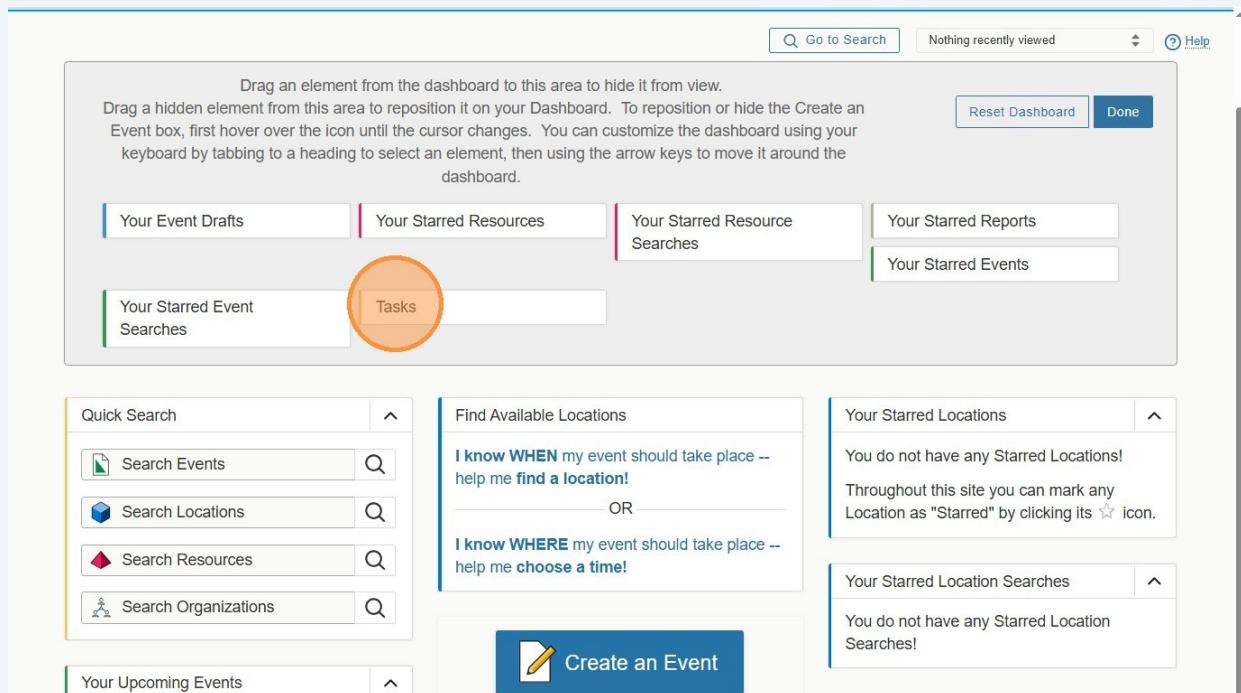 Go to Search
Nothing recently viewed
Help
Drag an element from the dashboard to this area to hide it from view.
Drag a hidden element from this area to reposition it on your Dashboard. To reposition or hide the Create an
Event box, first hover over the icon until the cursor changes. You can customize the dashboard using your
keyboard by tabbing to a heading to select an element, then using the arrow keys to move it around the
dashboard.
Reset Dashboard
Done
Your Event Drafts
Your Starred Resources
Your Starred Resource
Searches
Your Starred Reports
Your Starred Events
Your Starred Event
Searches
Tasks
Quick Search
Search Events
Search Locations
Search Resources
Search Organizations
Your Upcoming Events
Find Available Locations
I know WHEN my event should take place --
help me find a location!
OR
I know WHERE my event should take place --
help me choose a time!
Create an Event
Your Starred Locations
You do not have any Starred Locations!
Throughout this site you can mark any
Location as "Starred" by clicking its ☆ icon.
Your Starred Location Searches
You do not have any Starred Location
Searches!